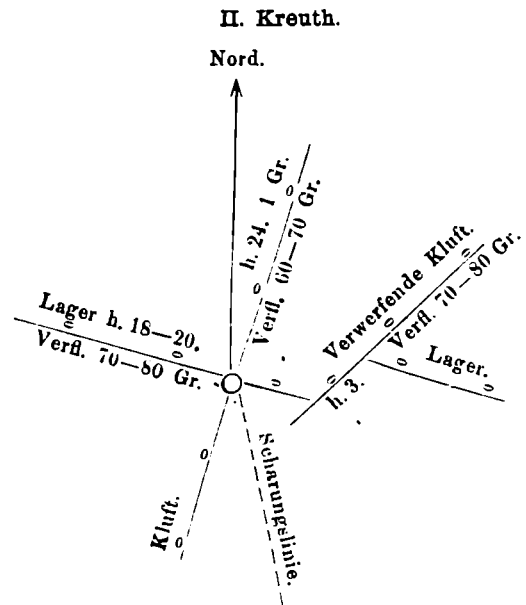 II. Kreuth.
Nord.
h. 24. 1 Gr.
Verfl. 60—70 Gr.
Verwerfende Kluft.
Verfl. 70—80 Gr.
h. 3.
Lager h. 18—20.
Verfl. 70—80 Gr.
Lager.
Kluft.
Scharungslinie.